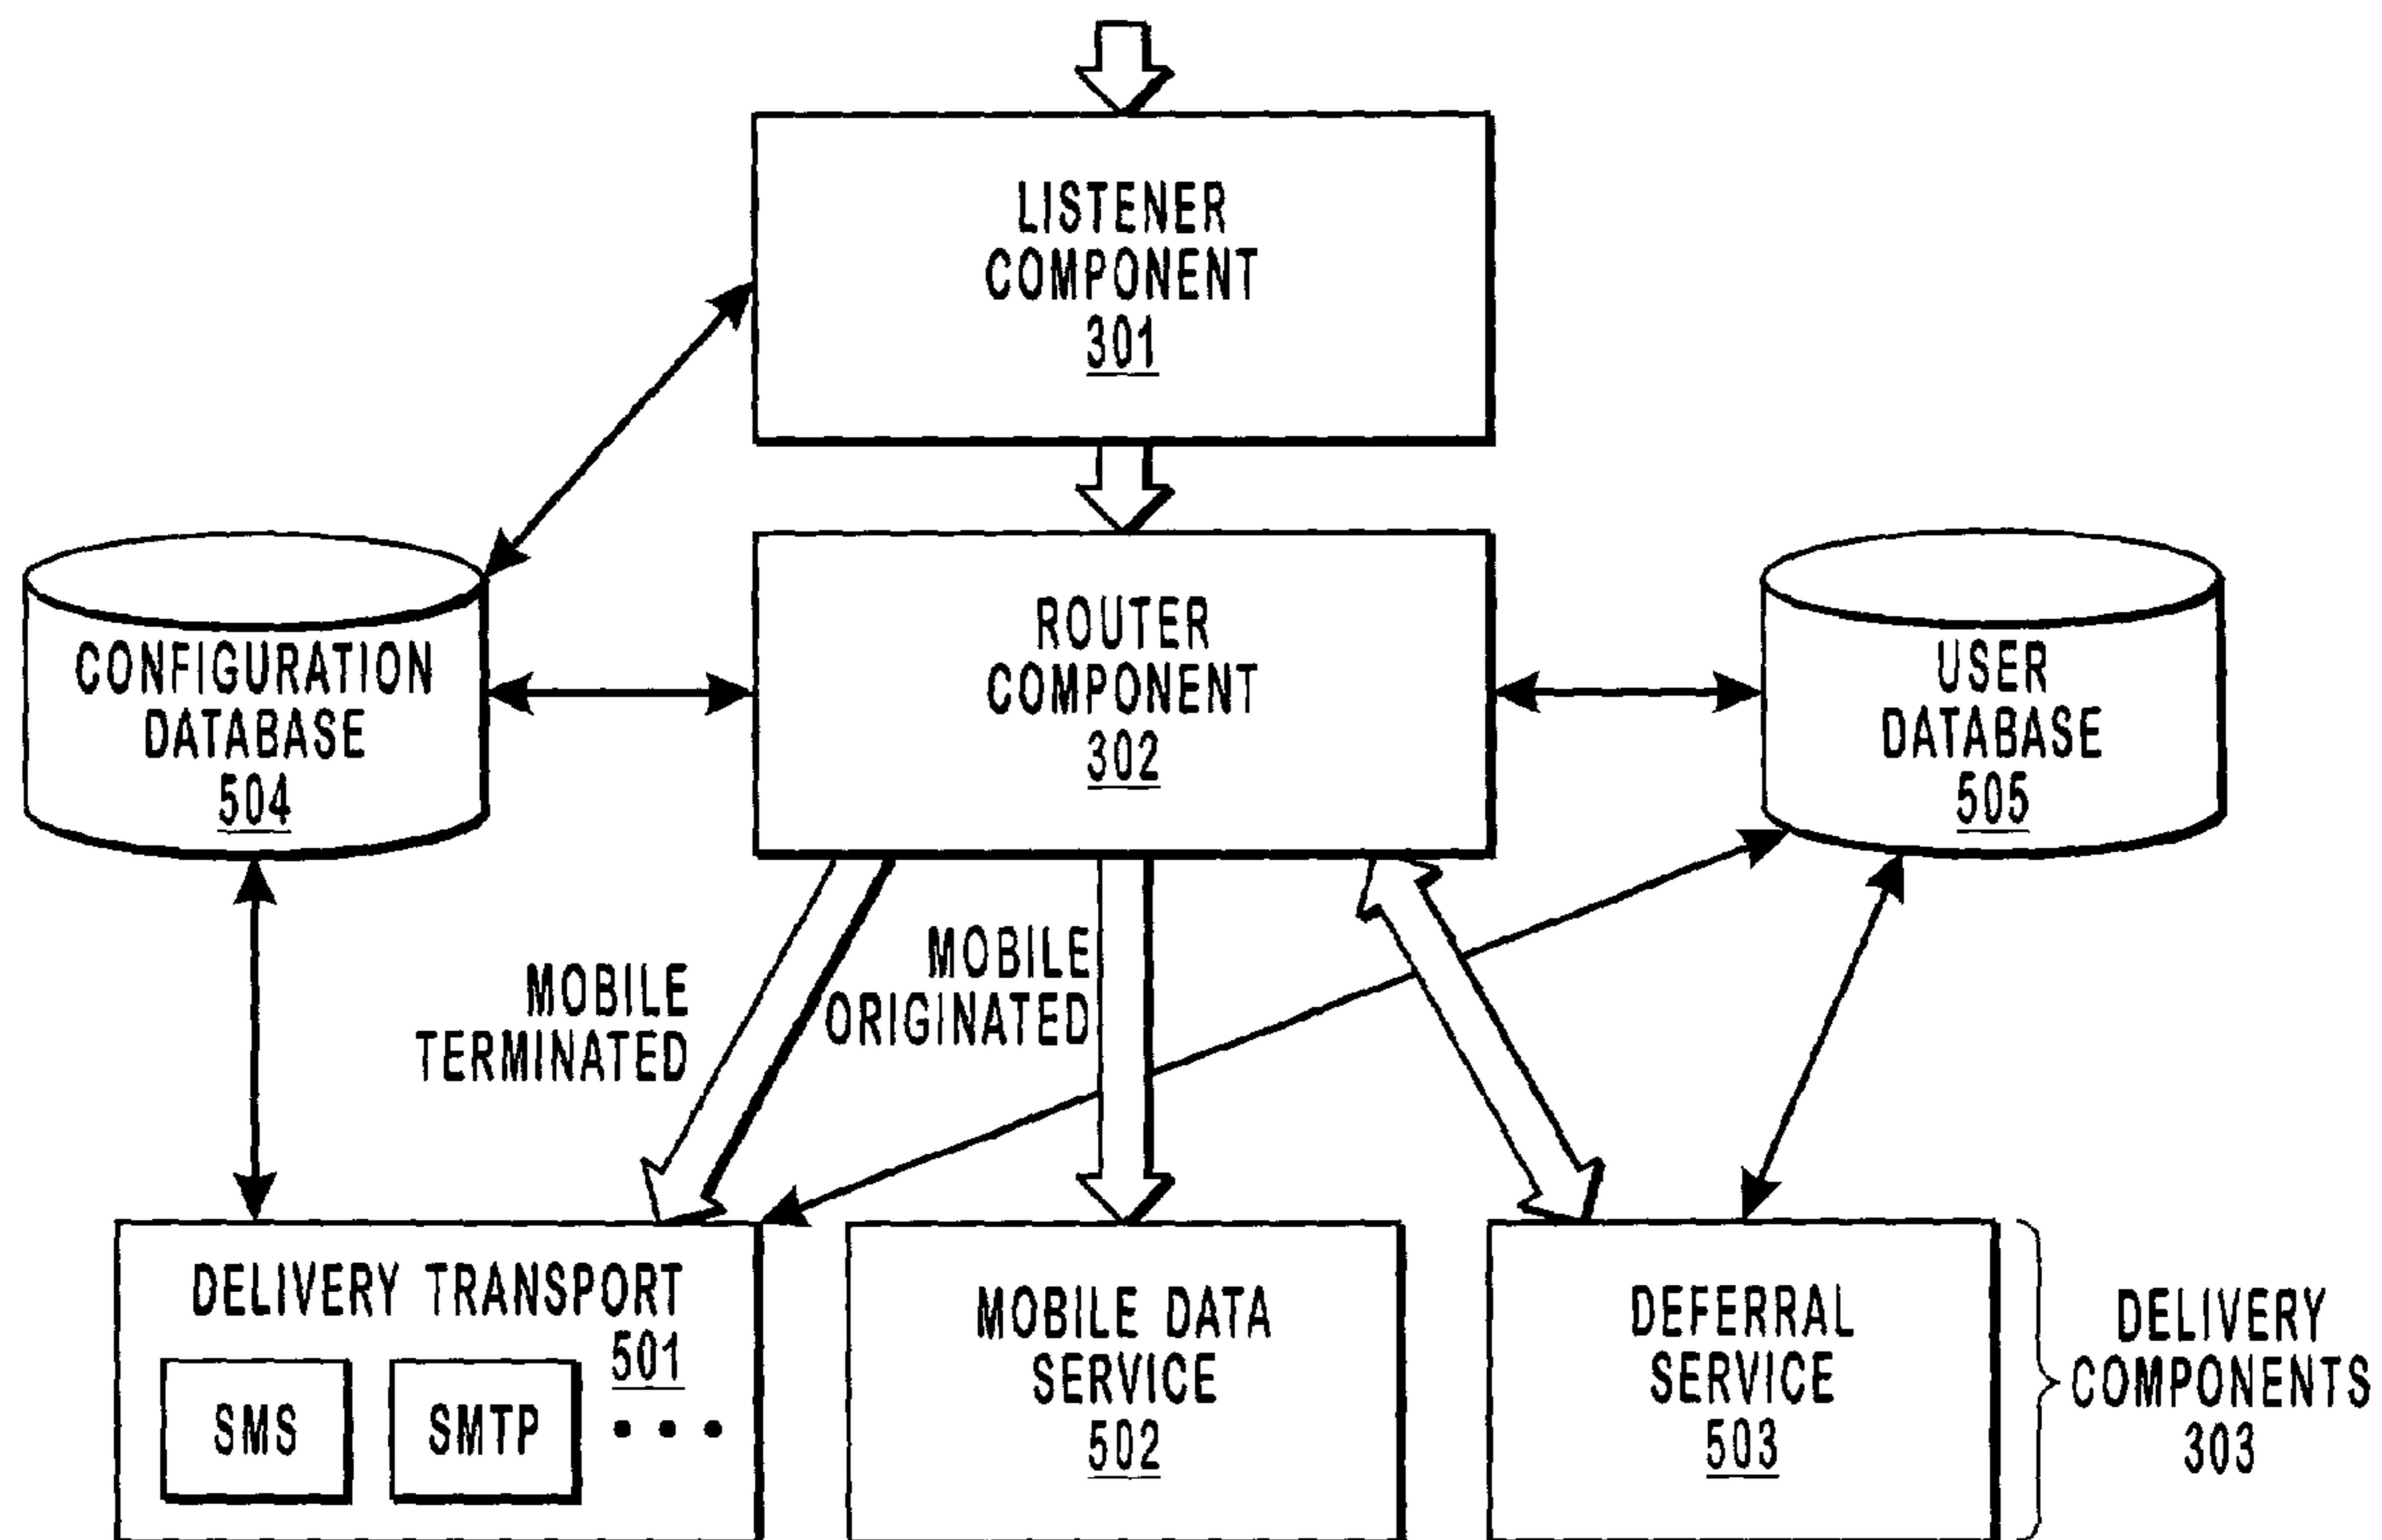 LISTENER
COMPONENT
301
CONFIGURATION
DATABASE
504
ROUTER
COMPONENT
302
USER
DATABASE
505
MOBILE
TERMINATED
MOBILE
ORIGINATED
DELIVERY TRANSPORT
501
SMS
SMTP
• • •
MOBILE DATA
SERVICE
502
DEFERRAL
SERVICE
503
DELIVERY
COMPONENTS
303